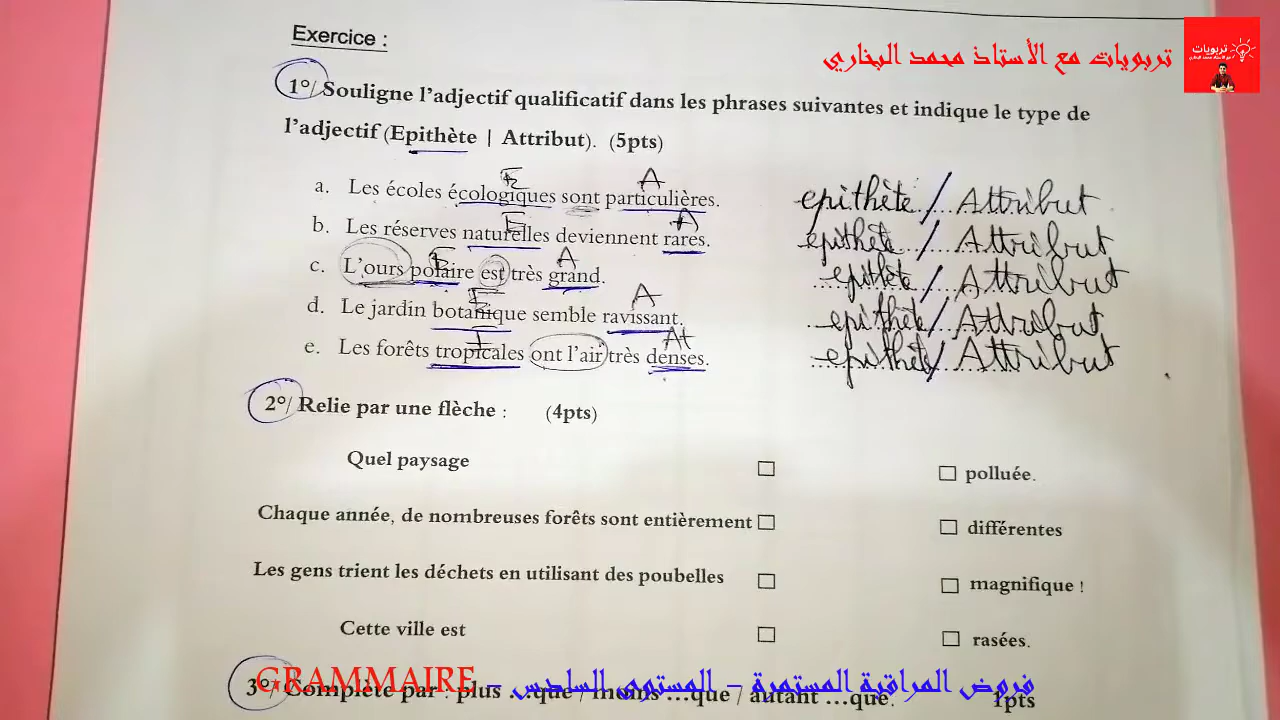 Exercice :
تربويات مع الأستاذ محمد البخاري
تربويات
1°/ Souligne l'adjectif qualificatif dans les phrases suivantes et indique le type de
l'adjectif (Epithète | Attribut). (5pts)
E A
a. Les écoles écologiques sont particulières. epithète / Attribut
E A
b. Les réserves naturelles deviennent rares. epithète / Attribut
E A
c. L'ours polaire est très grand. epithète / Attribut
E A
d. Le jardin botanique semble ravissant. epithète / Attribut
At
e. Les forêts tropicales ont l'air très denses. epithète / Attribut
2°/ Relie par une flèche : (4pts)
Quel paysage □ □ polluée.
Chaque année, de nombreuses forêts sont entièrement □ □ différentes
Les gens trient les déchets en utilisant des poubelles □ □ magnifique !
Cette ville est □ □ rasées.
GRAMMAIRE – فروض المراقبة المستمرة – المستوى السادس
3°/ Complète par : plus ...que / moins ...que / autant ...que. 1pts